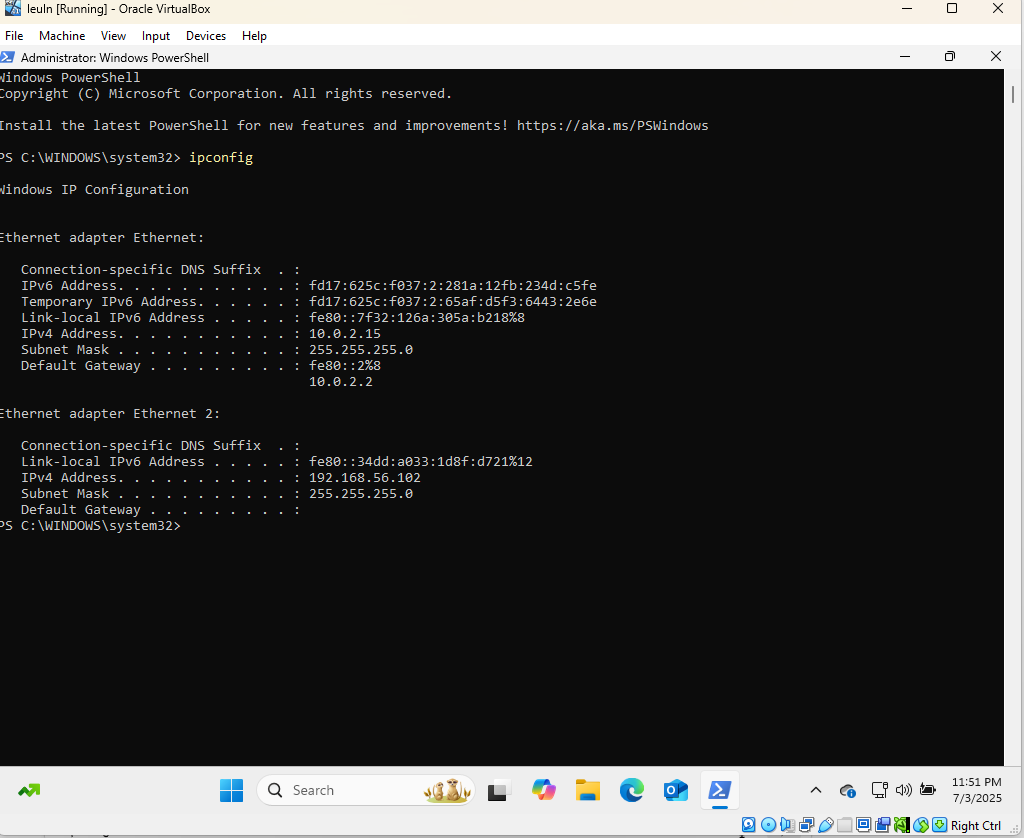 leuln [Running] - Oracle VirtualBox
File Machine View Input Devices Help
Administrator: Windows PowerShell
Windows PowerShell
Copyright (C) Microsoft Corporation. All rights reserved.
Install the latest PowerShell for new features and improvements! https://aka.ms/PSWindows
PS C:\WINDOWS\system32> ipconfig
Windows IP Configuration
Ethernet adapter Ethernet:
Connection-specific DNS Suffix . :
IPv6 Address. . . . . . . . . . . : fd17:625c:f037:2:281a:12fb:234d:c5fe
Temporary IPv6 Address. . . . . . : fd17:625c:f037:2:65af:d5f3:6443:2e6e
Link-local IPv6 Address . . . . . : fe80::7f32:126a:305a:b218%8
IPv4 Address. . . . . . . . . . . : 10.0.2.15
Subnet Mask . . . . . . . . . . . : 255.255.255.0
Default Gateway . . . . . . . . . : fe80::2%8
10.0.2.2
Ethernet adapter Ethernet 2:
Connection-specific DNS Suffix . :
Link-local IPv6 Address . . . . . : fe80::34dd:a033:1d8f:d721%12
IPv4 Address. . . . . . . . . . . : 192.168.56.102
Subnet Mask . . . . . . . . . . . : 255.255.255.0
Default Gateway . . . . . . . . . :
PS C:\WINDOWS\system32>
Search
11:51 PM
7/3/2025
Right Ctrl